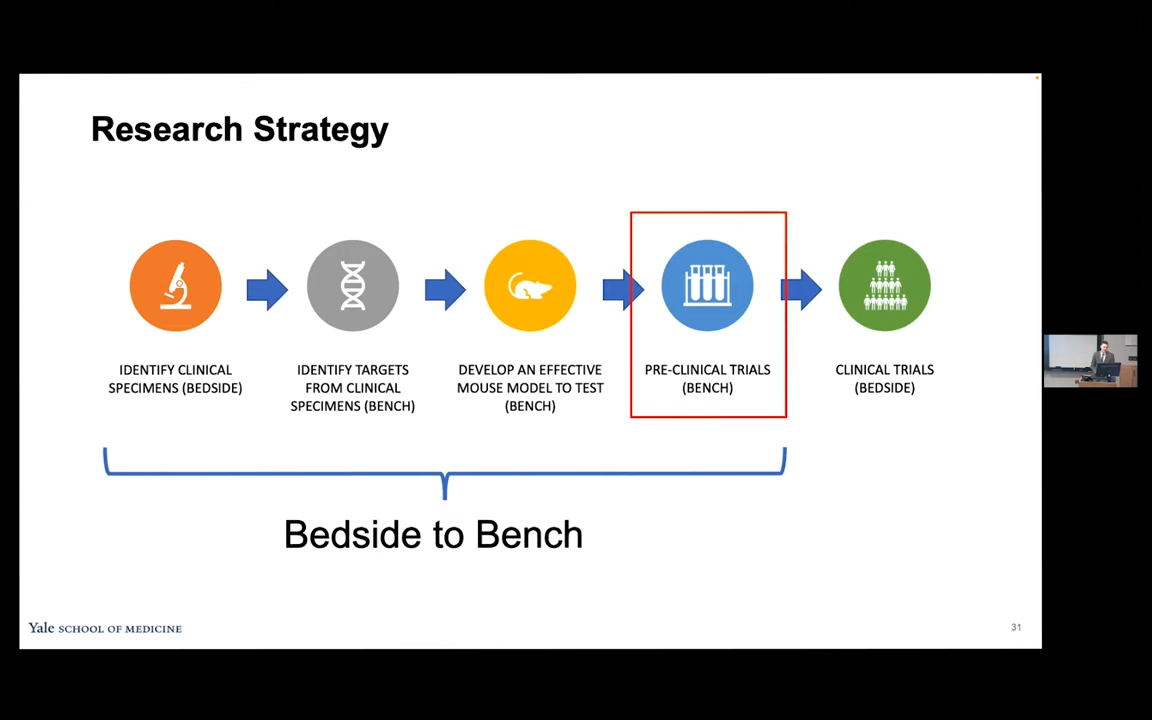 Research Strategy
IDENTIFY CLINICAL
SPECIMENS (BEDSIDE)
IDENTIFY TARGETS
FROM CLINICAL
SPECIMENS (BENCH)
DEVELOP AN EFFECTIVE
MOUSE MODEL TO TEST
(BENCH)
PRE-CLINICAL TRIALS
(BENCH)
CLINICAL TRIALS
(BEDSIDE)
Bedside to Bench
Yale SCHOOL OF MEDICINE
31